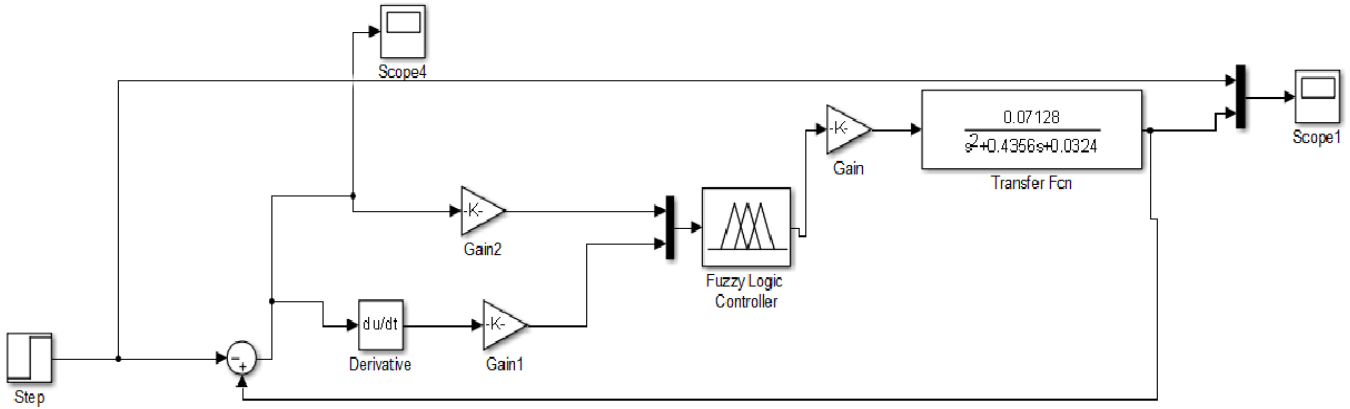 Scope4
0.07128
s2+0.4356s+0.0324
Transfer Fcn
Scope1
-K-
Gain
-K-
Gain2
Fuzzy Logic
Controller
du/dt
Derivative
-K-
Gain1
Step